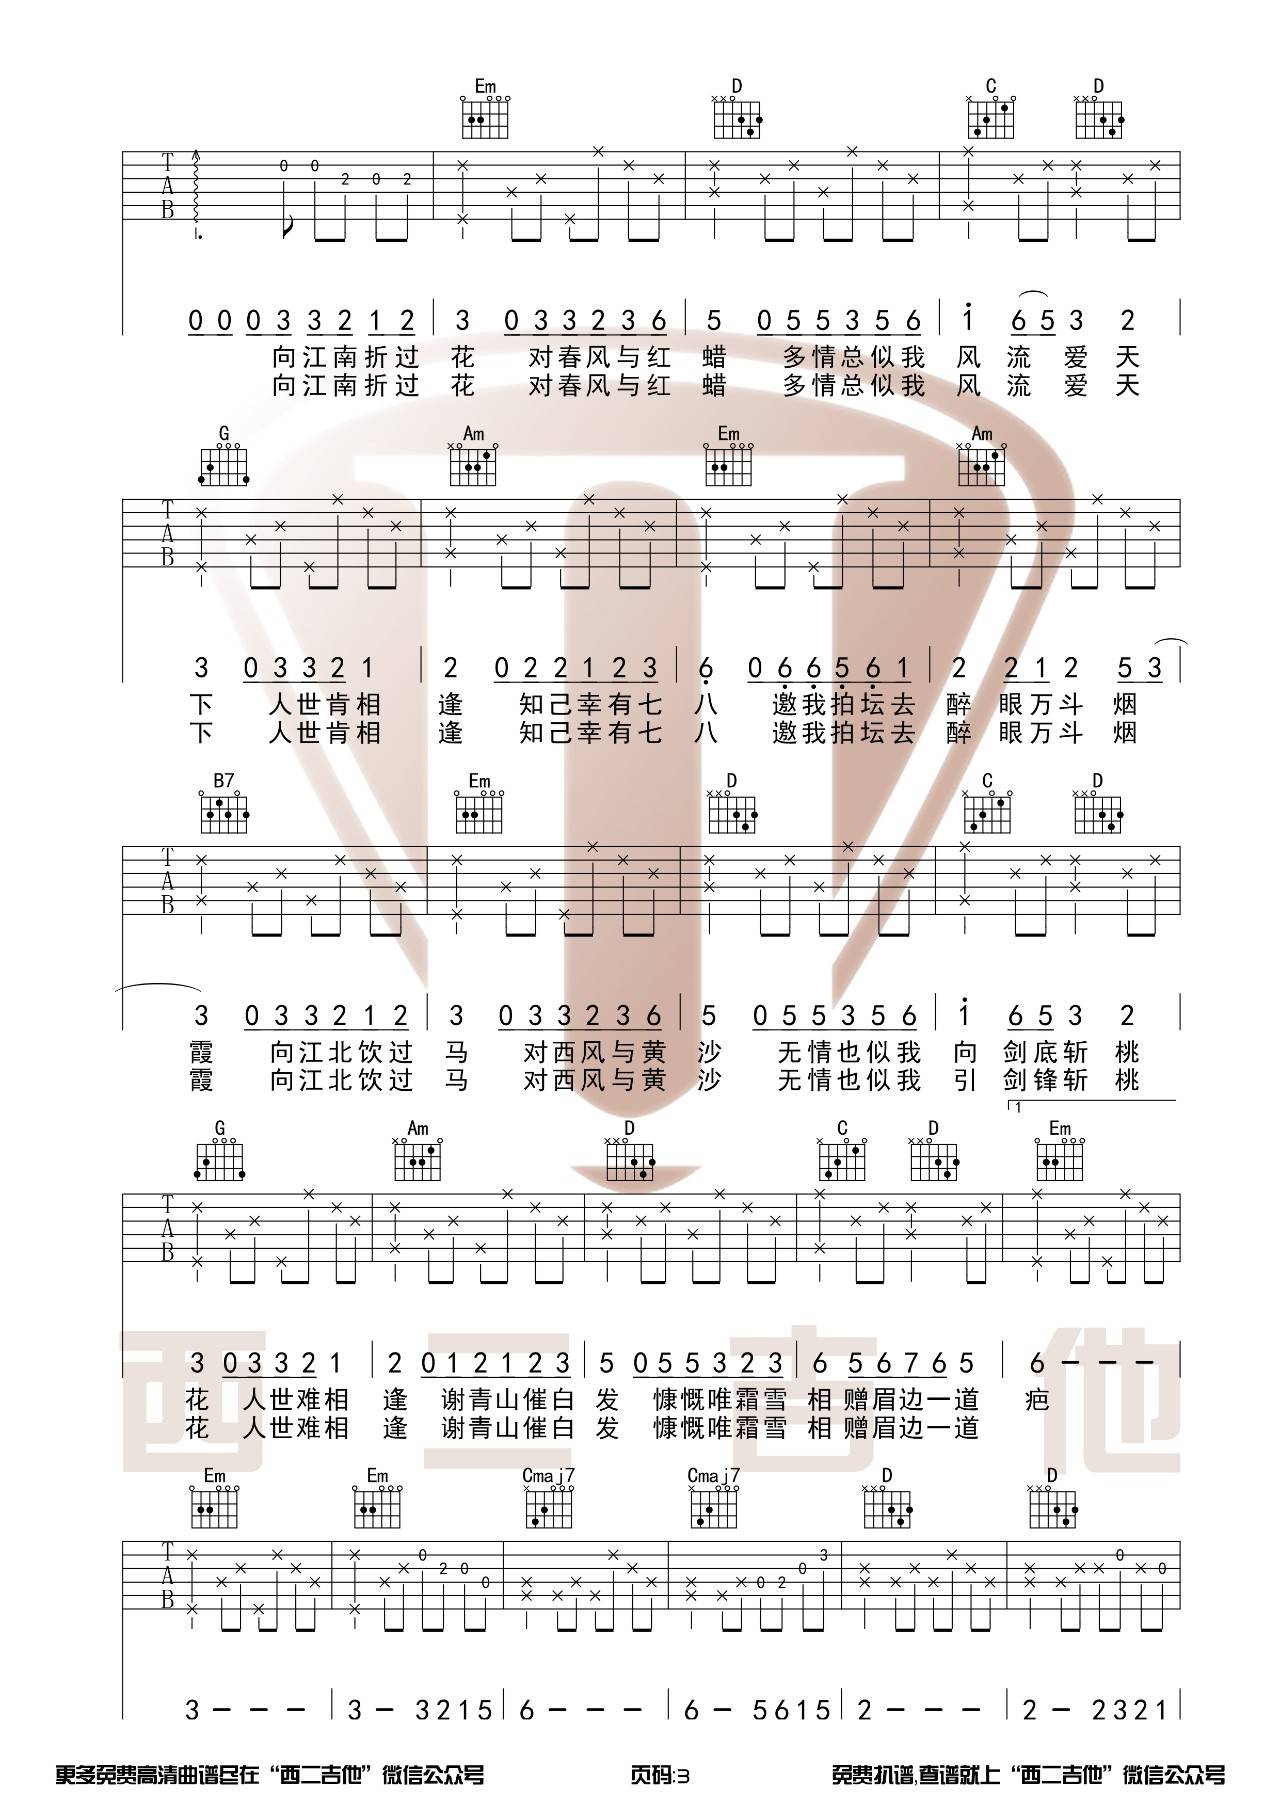 Em D C D
T A B 0 0 2 0 2
0 0 0 3 3 2 1 2 3 0 3 3 2 3 6 5 0 5 5 3 5 6 1 6 5 3 2
向江南折过 花 对春风与红 蜡 多情总似我 风 流 爱 天
向江南折过 花 对春风与红 蜡 多情总似我 风 流 爱 天
G Am Em Am
T A B
3 0 3 3 2 1 2 0 2 2 1 2 3 6 0 6 6 5 6 1 2 2 1 2 5 3
下 人世肯相 逢 知己幸有七 八 邀我拍坛去 醉 眼万斗 烟
下 人世肯相 逢 知己幸有七 八 邀我拍坛去 醉 眼万斗 烟
B7 Em D C D
T A B
3 0 3 3 2 1 2 3 0 3 3 2 3 6 5 0 5 5 3 5 6 1 6 5 3 2
霞 向江北饮过 马 对西风与黄 沙 无情也似我 向 剑底斩 桃
霞 向江北饮过 马 对西风与黄 沙 无情也似我 引 剑锋斩 桃
1
G Am D C D Em
T A B
3 0 3 3 2 1 2 0 1 2 1 2 3 5 0 5 5 3 2 3 6 5 6 7 6 5 6 - - -
花 人世难相 逢 谢青山催白 发 慷慨唯霜雪 相 赠眉边一道 疤
花 人世难相 逢 谢青山催白 发 慷慨唯霜雪 相 赠眉边一道
西二吉他
Em Em Cmaj7 Cmaj7 D D
T A B 0 2 0 0 0 2 0 3 0 0
3 - - - 3 - 3 2 1 5 6 - - - 6 - 5 6 1 5 2 - - - 2 - 2 3 2 1
更多免费高清曲谱尽在“西二吉他”微信公众号 页码:3 免费扒谱,查谱就上“西二吉他”微信公众号